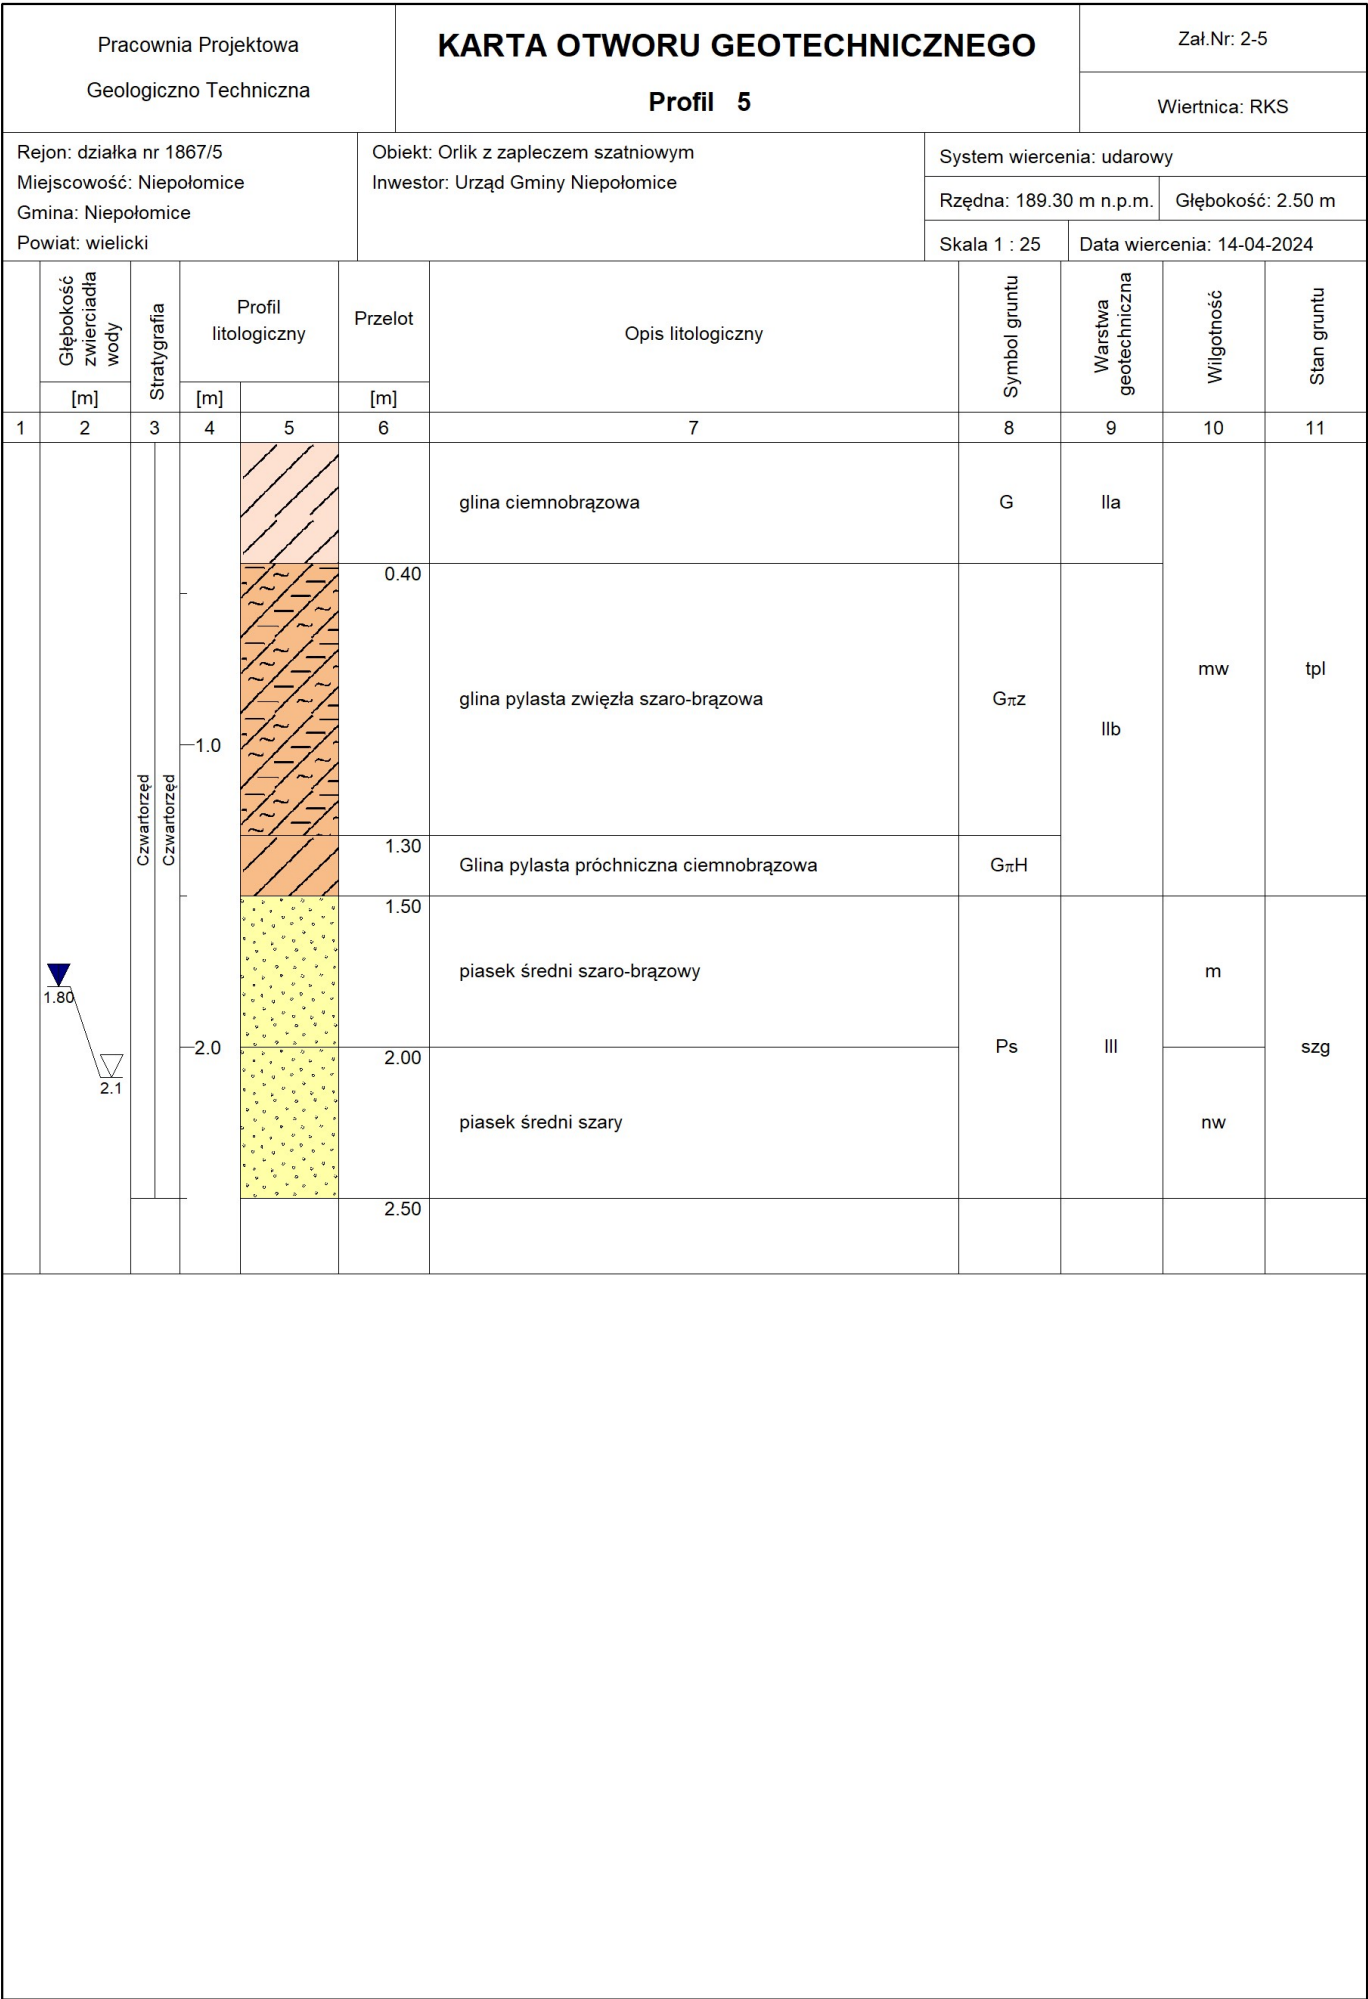 Pracownia Projektowa
Geologiczno Techniczna
KARTA OTWORU GEOTECHNICZNEGO
Profil 5
Zał.Nr: 2-5
Wiertnica: RKS
Rejon: działka nr 1867/5
Miejscowość: Niepołomice
Gmina: Niepołomice
Powiat: wielicki
Obiekt: Orlik z zapleczem szatniowym
Inwestor: Urząd Gminy Niepołomice
System wiercenia: udarowy
Rzędna: 189.30 m n.p.m.
Głębokość: 2.50 m
Skala 1 : 25
Data wiercenia: 14-04-2024
Głębokość
zwierciadła
wody
[m]
Stratygrafia
Profil
litologiczny
[m]
Przelot
[m]
Opis litologiczny
Symbol gruntu
Warstwa
geotechniczna
Wilgotność
Stan gruntu
1 2 3 4 5 6 7 8 9 10 11
glina ciemnobrązowa G IIa
0.40
glina pylasta zwięzła szaro-brązowa Gπz
IIb
mw tpl
1.0
Czwartorzęd
Czwartorzęd
1.30
Glina pylasta próchniczna ciemnobrązowa GπH
1.50
piasek średni szaro-brązowy m
1.80
2.0
2.00
Ps III szg
2.1
piasek średni szary nw
2.50